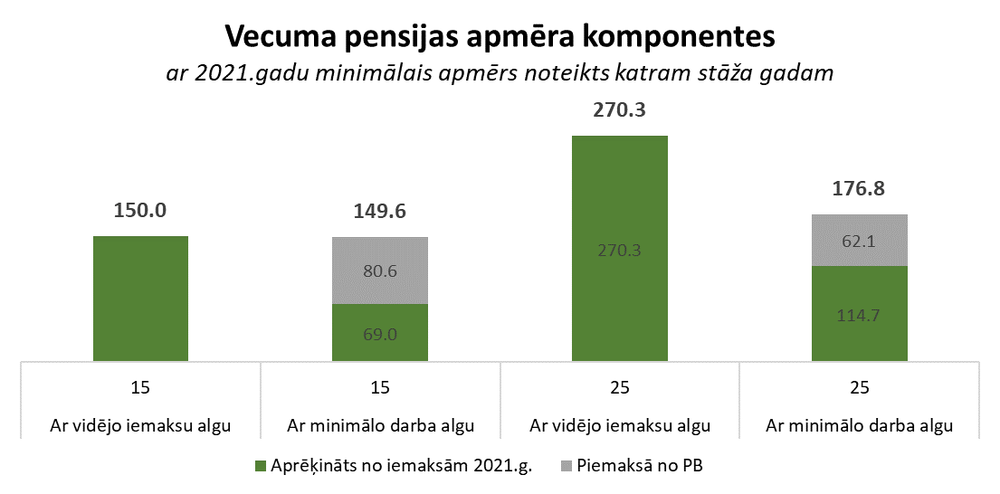 Vecuma pensijas apmēra komponentes
ar 2021.gadu minimālais apmērs noteikts katram stāža gadam
270.3
150.0
149.6
176.8
80.6
270.3
62.1
69.0
114.7
15
15
25
25
Ar vidējo iemaksu algu
Ar minimālo darba algu
Ar vidējo iemaksu algu
Ar minimālo darba algu
Aprēķināts no iemaksām 2021.g.
Piemaksā no PB